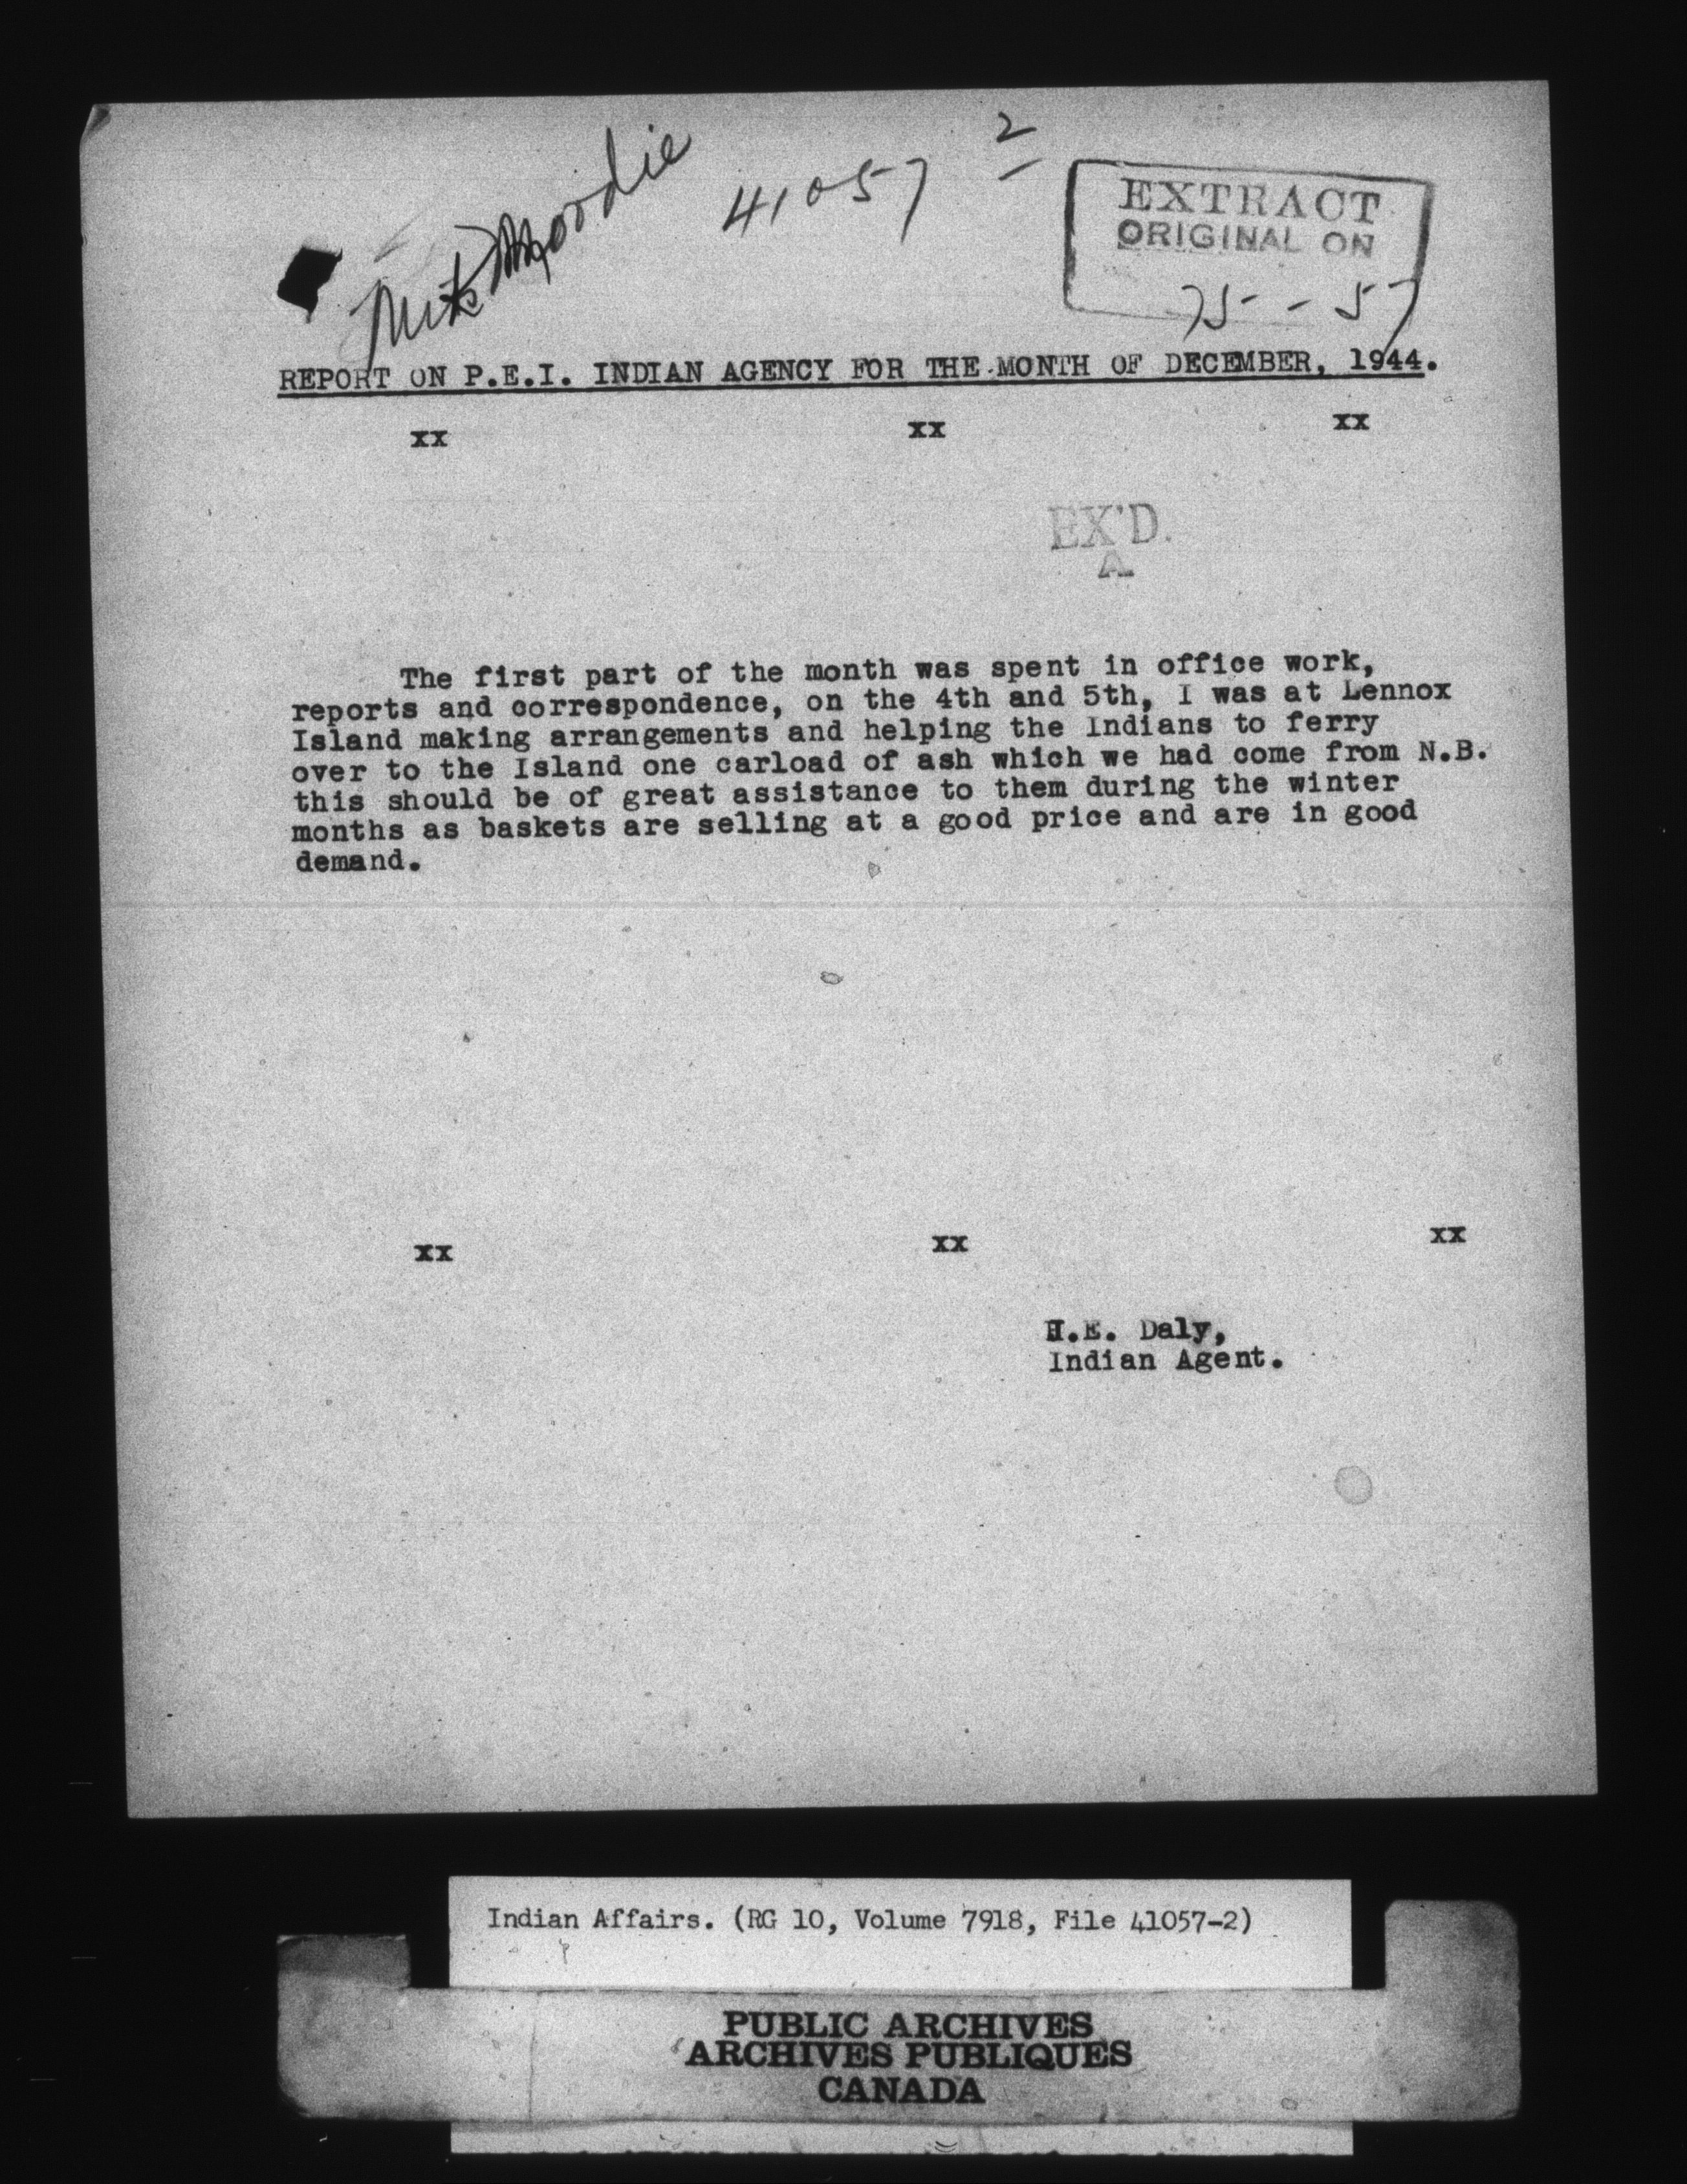 Moodie
41057
2
EXTRACT
ORIGINAL ON
75--57
REPORT ON P.E.I. INDIAN AGENCY FOR THE MONTH OF DECEMBER, 1944.
xx xx xx
EX'D.
A
The first part of the month was spent in office work,
reports and correspondence, on the 4th and 5th, I was at Lennox
Island making arrangements and helping the Indians to ferry
over to the Island one carload of ash which we had come from N.B.
this should be of great assistance to them during the winter
months as baskets are selling at a good price and are in good
demand.
xx xx xx
H.E. Daly,
Indian Agent.
Indian Affairs. (RG 10, Volume 7918, File 41057-2)
PUBLIC ARCHIVES
ARCHIVES PUBLIQUES
CANADA